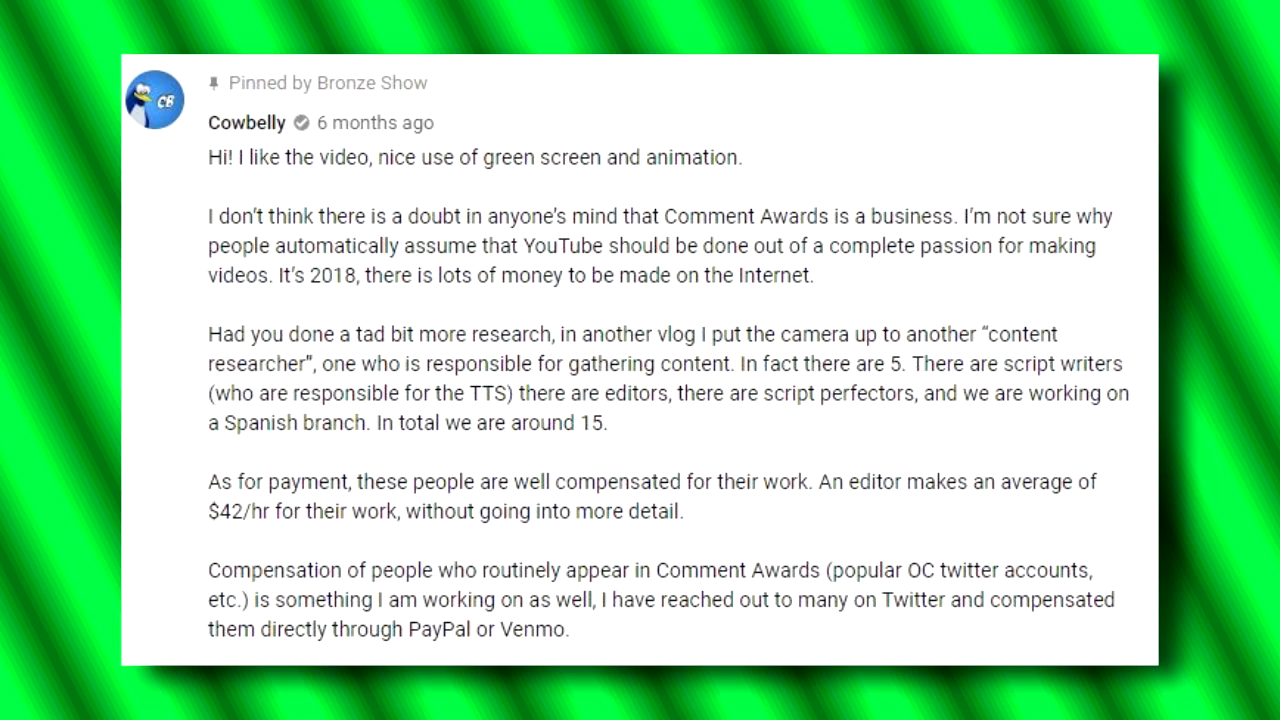 Pinned by Bronze Show
CB
Cowbelly 6 months ago
Hi! I like the video, nice use of green screen and animation.
I don't think there is a doubt in anyone's mind that Comment Awards is a business. I'm not sure why
people automatically assume that YouTube should be done out of a complete passion for making
videos. It's 2018, there is lots of money to be made on the Internet.
Had you done a tad bit more research, in another vlog I put the camera up to another “content
researcher", one who is responsible for gathering content. In fact there are 5. There are script writers
(who are responsible for the TTS) there are editors, there are script perfectors, and we are working on
a Spanish branch. In total we are around 15.
As for payment, these people are well compensated for their work. An editor makes an average of
$42/hr for their work, without going into more detail.
Compensation of people who routinely appear in Comment Awards (popular OC twitter accounts,
etc.) is something I am working on as well, I have reached out to many on Twitter and compensated
them directly through PayPal or Venmo.